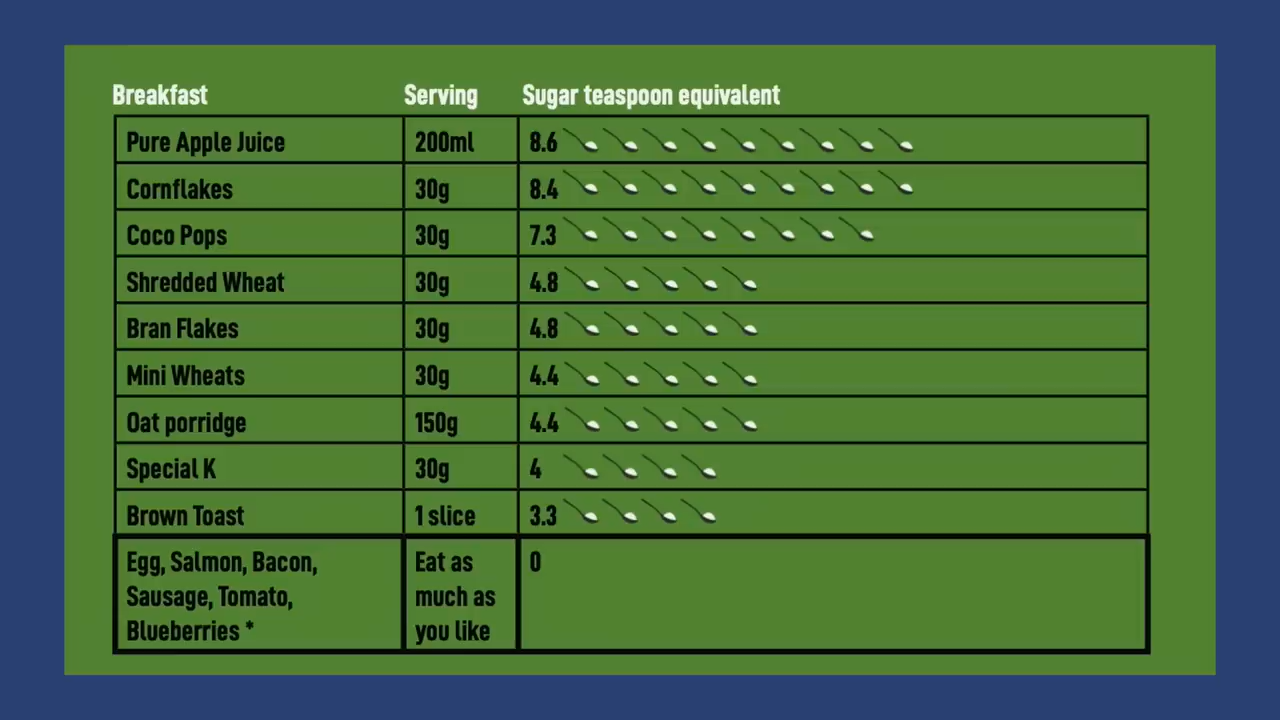 Breakfast Serving Sugar teaspoon equivalent
Pure Apple Juice 200ml 8.6
Cornflakes 30g 8.4
Coco Pops 30g 7.3
Shredded Wheat 30g 4.8
Bran Flakes 30g 4.8
Mini Wheats 30g 4.4
Oat porridge 150g 4.4
Special K 30g 4
Brown Toast 1 slice 3.3
Egg, Salmon, Bacon, Eat as 0
Sausage, Tomato, much as
Blueberries * you like